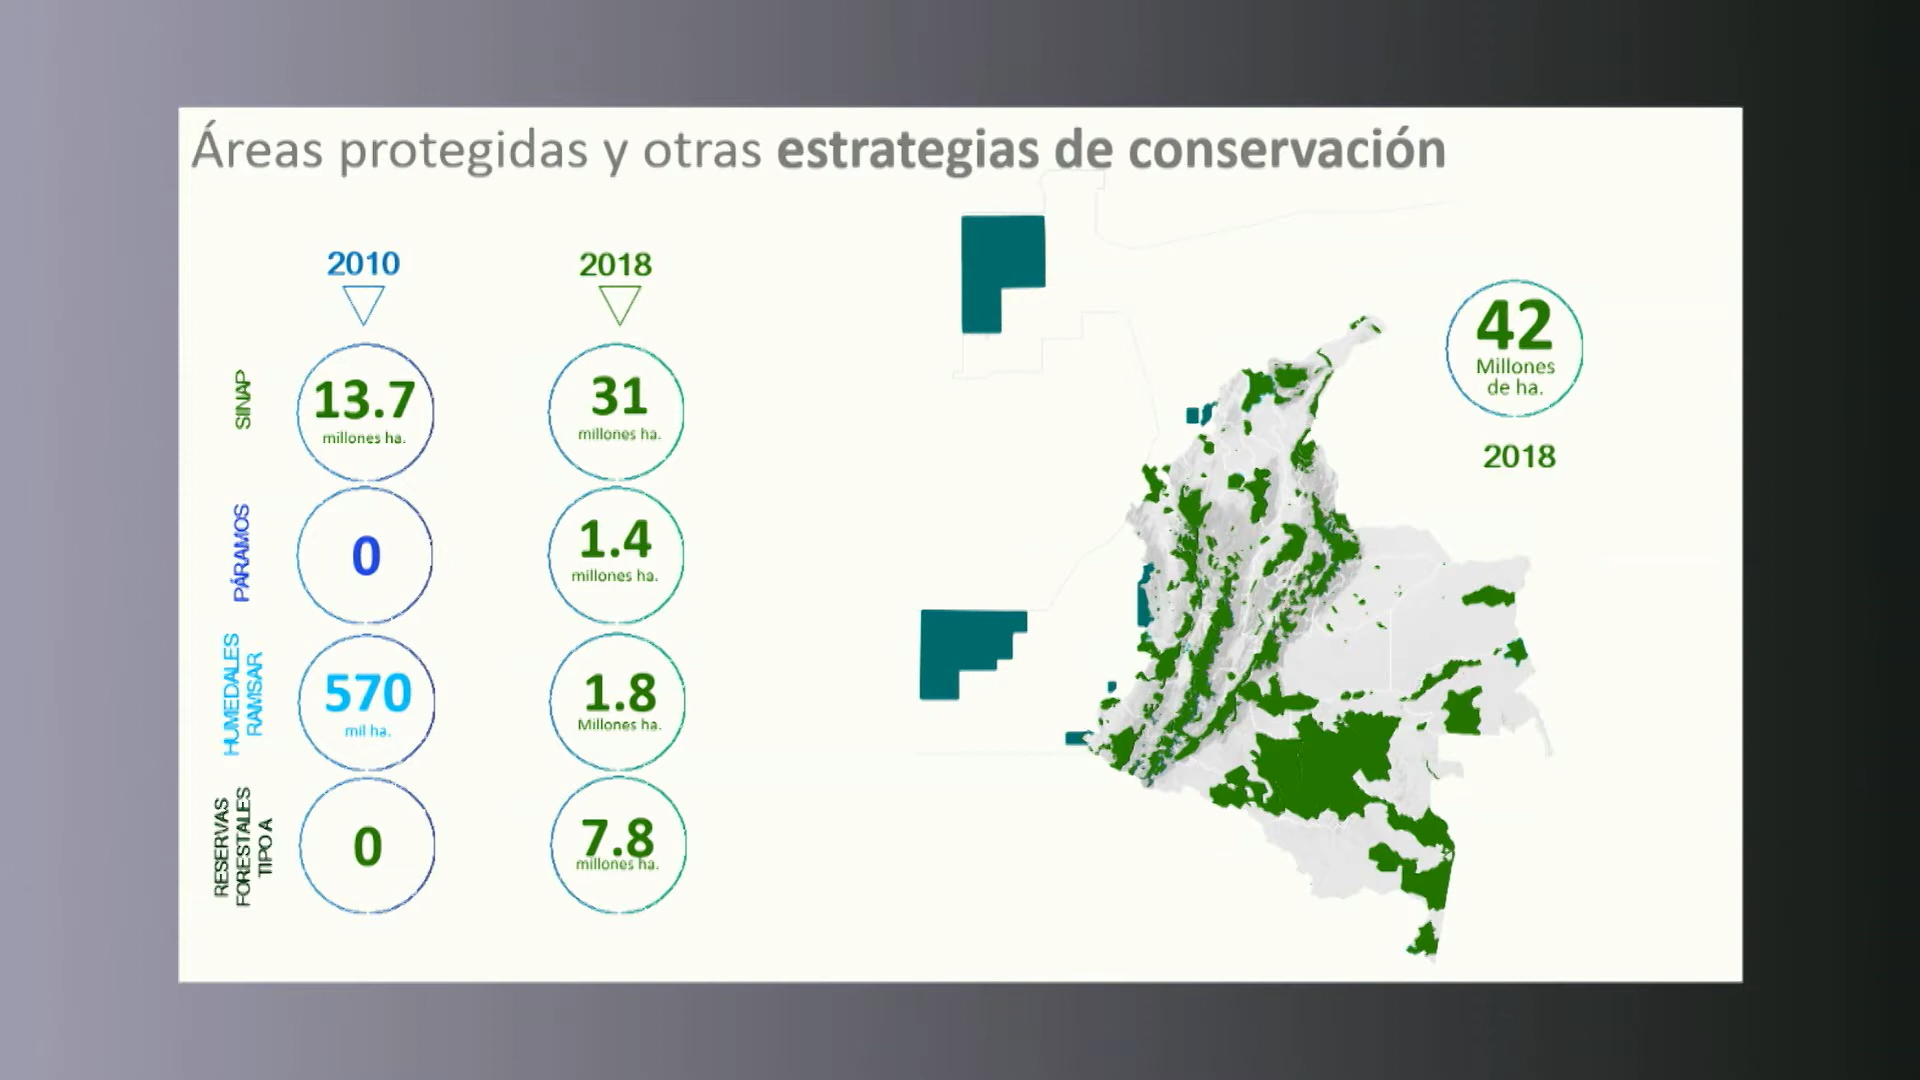 Áreas protegidas y otras estrategias de conservación
2010
2018
SINAP
13.7
millones ha.
31
millones ha.
PÁRAMOS
0
1.4
millones ha.
HUMEDALES
RAMSAR
570
mil ha.
1.8
Millones ha.
RESERVAS
FORESTALES
TIPO A
0
7.8
millones ha.
42
Millones
de ha.
2018